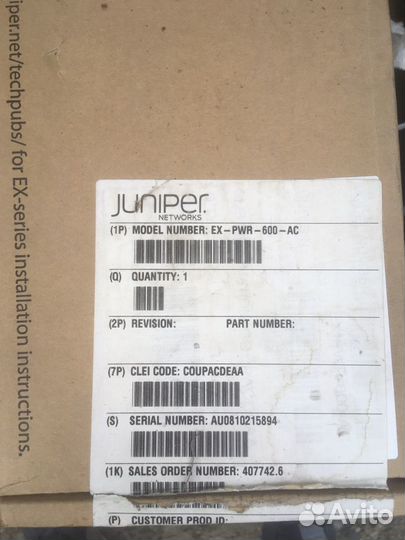 iper.net/techpubs/ for EX-series installation instructions.
JUNIPER
NETWORKS
(1P) MODEL NUMBER: EX-PWR-600-AC
(Q) QUANTITY: 1
(2P) REVISION: PART NUMBER:
(7P) CLEI CODE: COUPACDEAA
(S) SERIAL NUMBER: AU0810215894
(1K) SALES ORDER NUMBER: 407742.6
(P) CUSTOMER PROD ID:
Avito